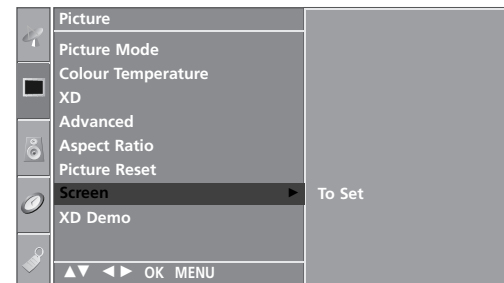 Picture
Picture Mode
Colour Temperature
XD
Advanced
Aspect Ratio
Picture Reset
Screen ► To Set
XD Demo
▲▼ ◄► OK MENU